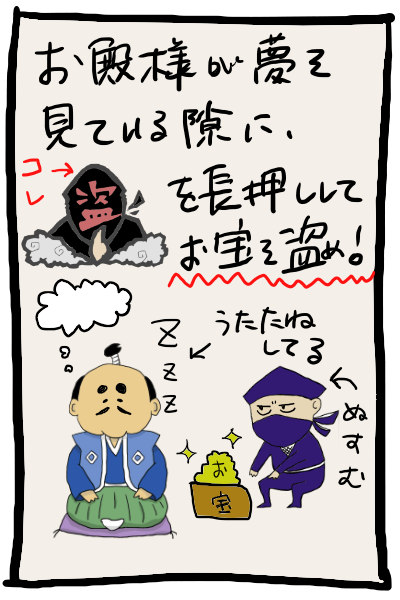 お殿様が夢を
見ている隙に、
コレ→
盗
を長押しして
お宝を盗め!
Z
Z
Z
うたたね
してる
ぬすむ
お
宝